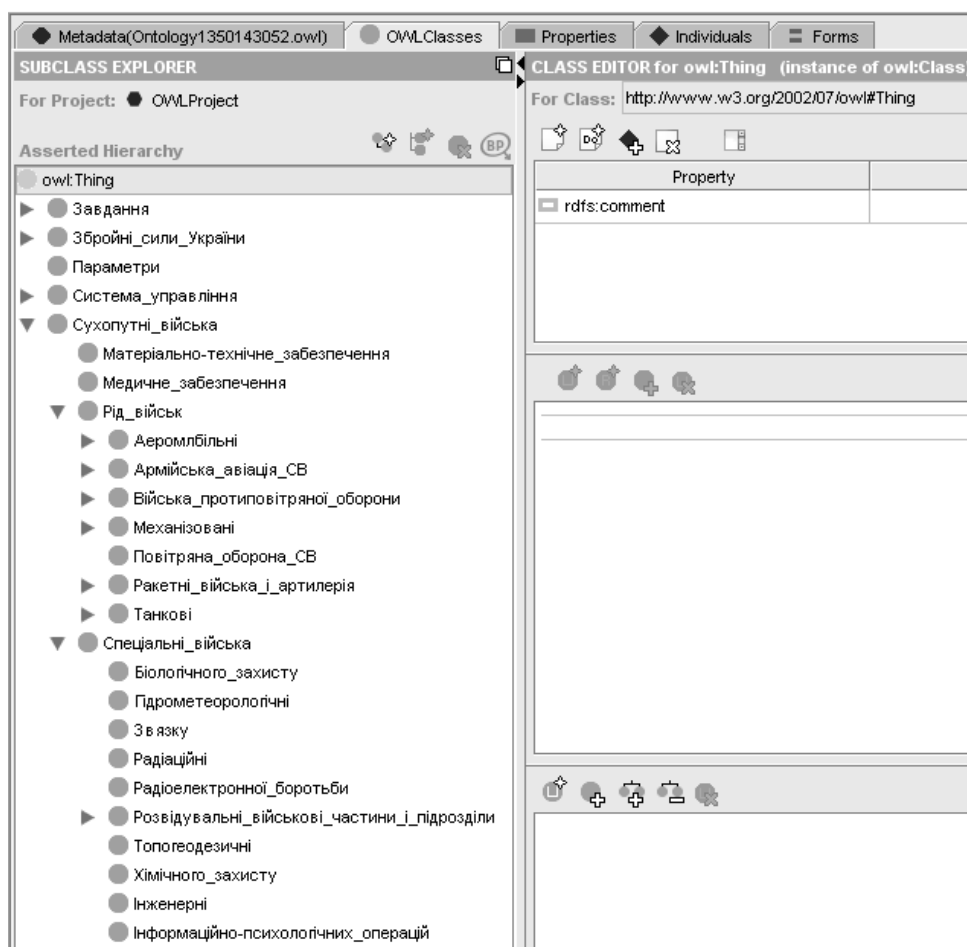 Metadata(Ontology1350143052.owl) OWLClasses Properties Individuals Forms
SUBCLASS EXPLORER
For Project: OWLProject
Asserted Hierarchy
owl:Thing
Завдання
Збройні_сили_України
Параметри
Система_управління
Сухопутні_війська
Матеріально-технічне_забезпечення
Медичне_забезпечення
Рід_військ
Аеромлбільні
Армійська_авіація_СВ
Війська_протиповітряної_оборони
Механізовані
Повітряна_оборона_СВ
Ракетні_війська_і_артилерія
Танкові
Спеціальні_війська
Біологічного_захисту
Гідрометеорологічні
Зв язку
Радіаційні
Радіоелектронної_боротьби
Розвідувальні_військові_частини_і_підрозділи
Топогеодезичні
Хімічного_захисту
Інженерні
Інформаційно-психологічних_операцій
CLASS EDITOR for owl:Thing (instance of owl:Class
For Class: http://www.w3.org/2002/07/owl#Thing
Property
rdfs:comment